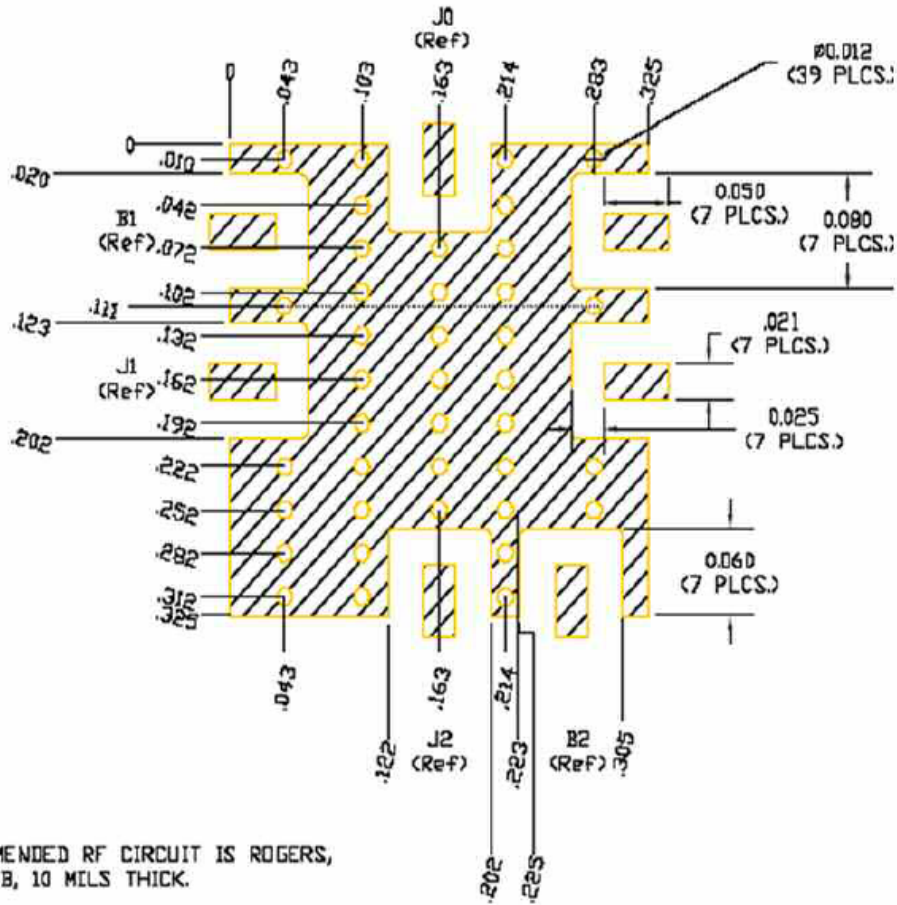 J0
(Ref)
Ø0.012
(39 PLCS.)
0
.043
.103
.163
.214
.283
.325
0
.010
.020
.042
B1
(Ref)
.072
.102
.111
.123
.132
J1
(Ref)
.162
.192
.202
.222
.252
.282
.312
.325
0.050
(7 PLCS.)
0.080
(7 PLCS.)
.021
(7 PLCS.)
0.025
(7 PLCS.)
0.060
(7 PLCS.)
.043
.163
.214
.122
J2
(Ref)
.223
B2
(Ref)
.305
.202
.225
MENDED RF CIRCUIT IS ROGERS,
B, 10 MILS THICK.